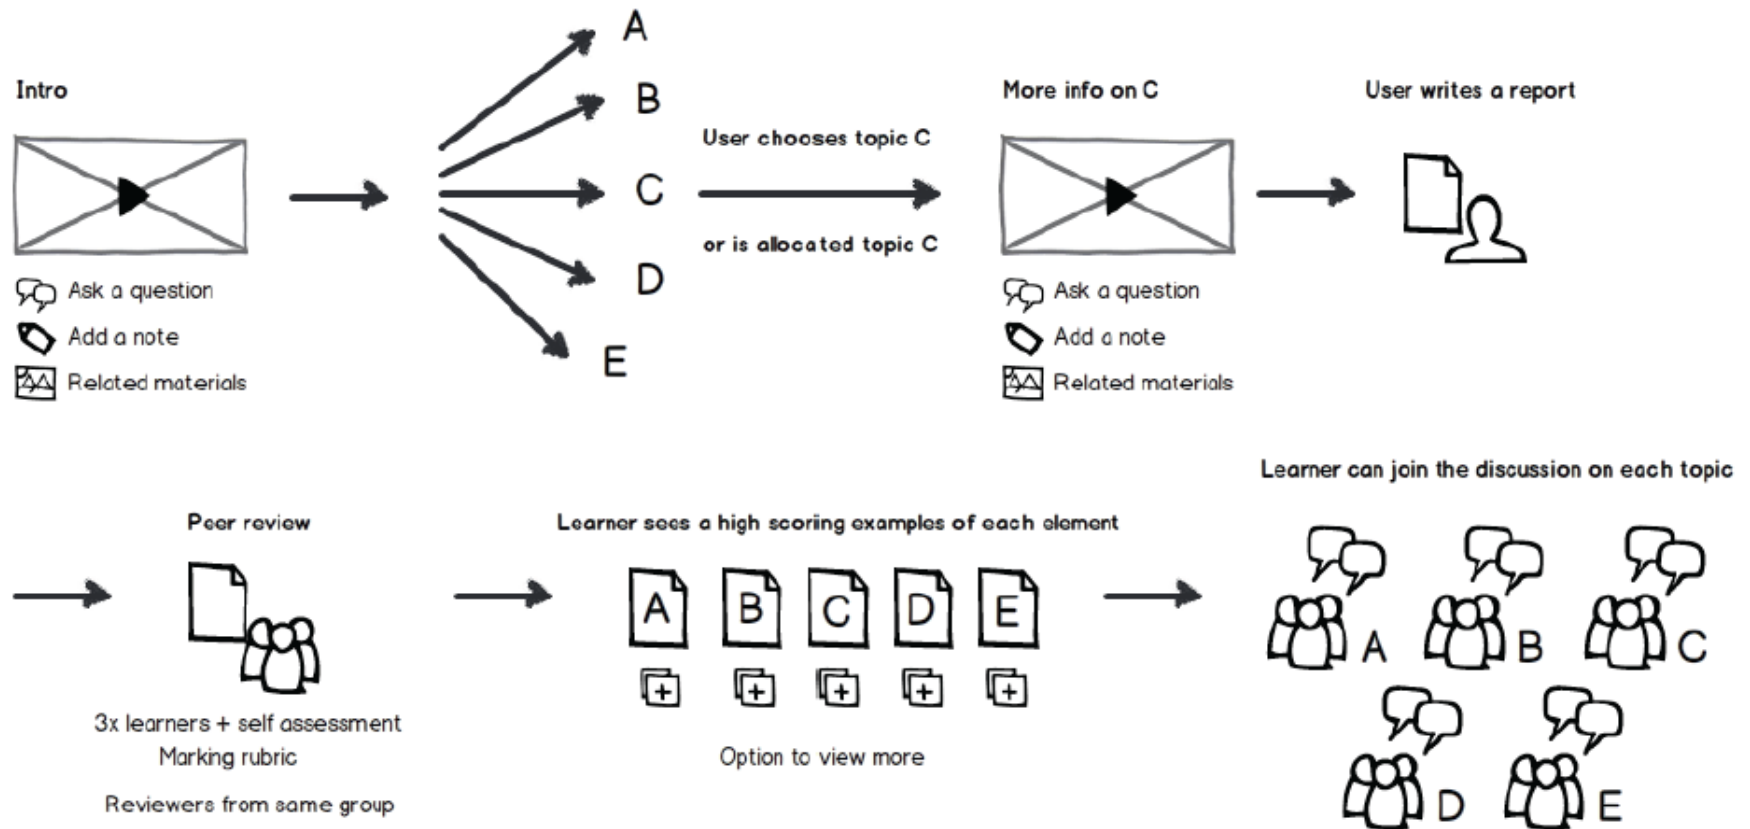 Intro
A
B
C
D
E
User chooses topic C
or is allocated topic C
More info on C
User writes a report
Ask a question
Add a note
Related materials
Ask a question
Add a note
Related materials
Peer review
3x learners + self assessment
Marking rubric
Reviewers from same group
Learner sees a high scoring examples of each element
A B C D E
+ + + + +
Option to view more
Learner can join the discussion on each topic
A B C
D E